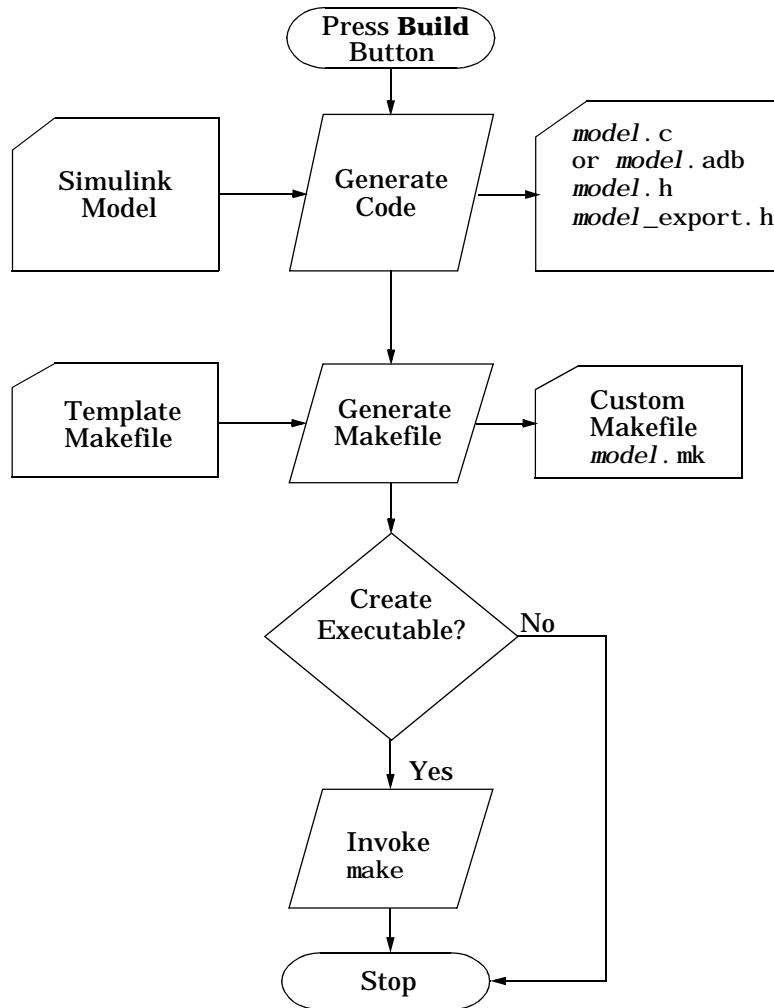 Press Build
Button
Simulink
Model
Generate
Code
model.c
or model.adb
model.h
model_export.h
Template
Makefile
Generate
Makefile
Custom
Makefile
model.mk
Create
Executable?
No
Yes
Invoke
make
Stop